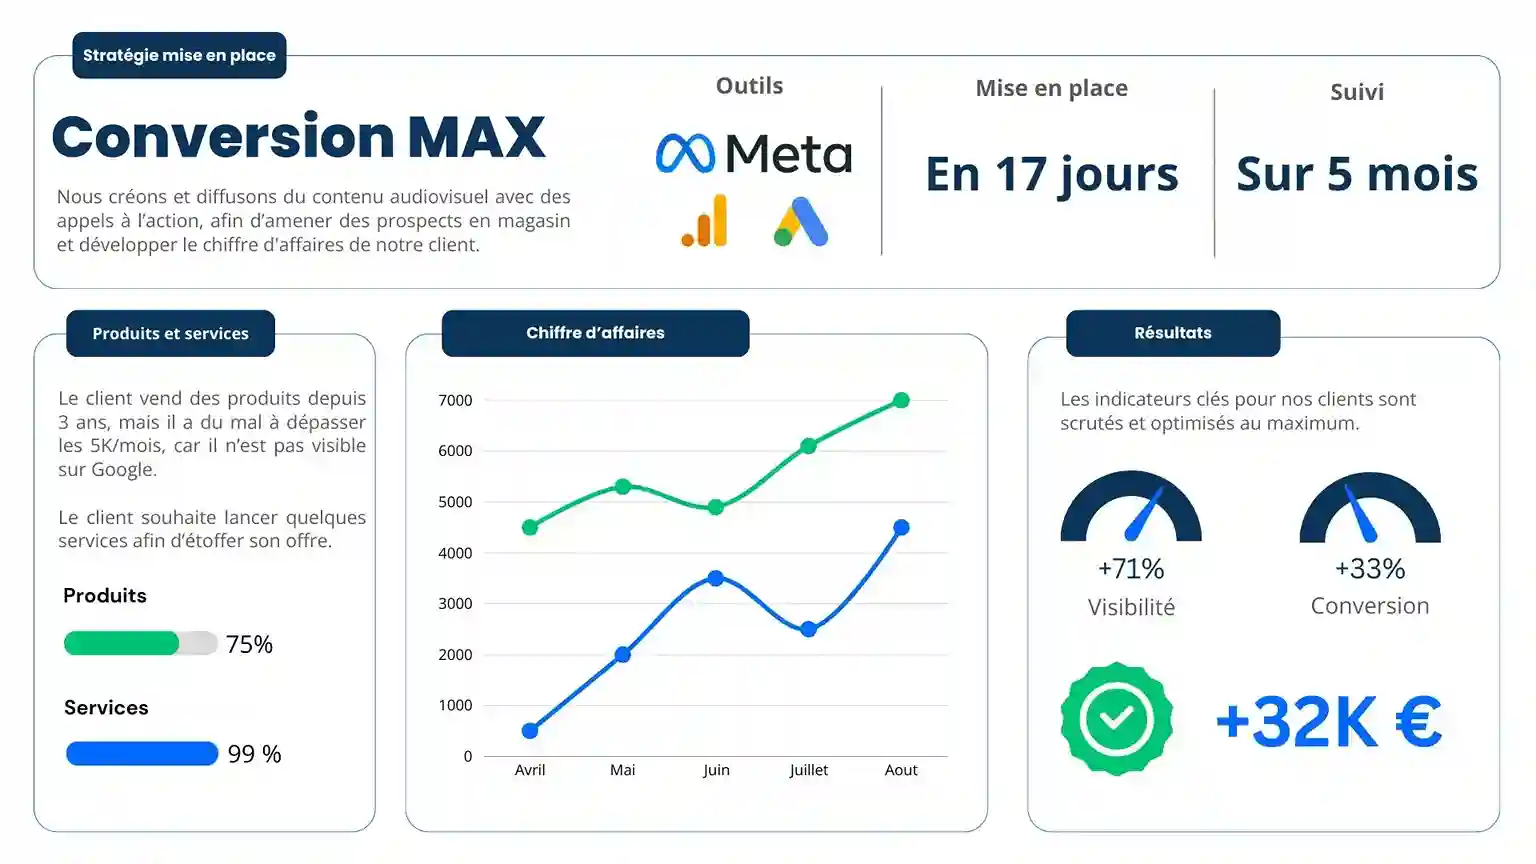 Stratégie mise en place
Conversion MAX
Nous créons et diffusons du contenu audiovisuel avec des
appels à l'action, afin d'amener des prospects en magasin
et développer le chiffre d'affaires de notre client.
Outils
Meta
Mise en place
En 17 jours
Suivi
Sur 5 mois
Produits et services
Le client vend des produits depuis
3 ans, mais il a du mal à dépasser
les 5K/mois, car il n'est pas visible
sur Google.
Le client souhaite lancer quelques
services afin d'étoffer son offre.
Produits
75%
Services
99 %
Chiffre d'affaires
7000
6000
5000
4000
3000
2000
1000
0
Avril
Mai
Juin
Juillet
Aout
Résultats
Les indicateurs clés pour nos clients sont
scrutés et optimisés au maximum.
+71%
Visibilité
+33%
Conversion
+32K €